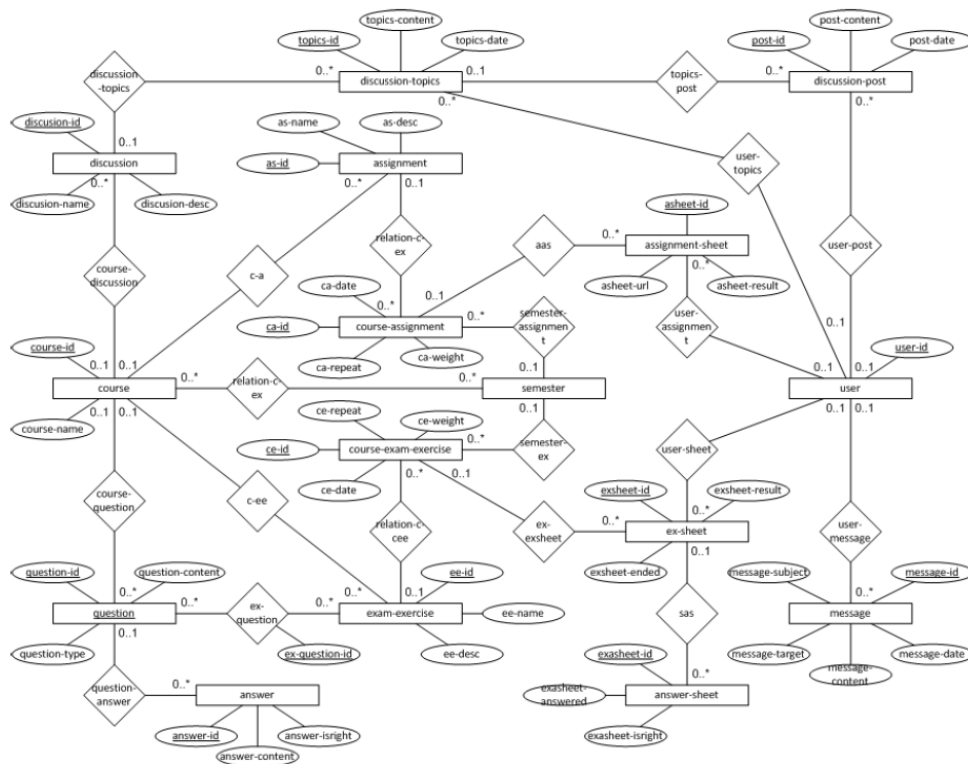 topics-content
post-content
topics-id
topics-date
post-id
post-date
discussion
-topics
0..*
discussion-topics
0..1
topics-
post
0..*
discussion-post
0..*
0..*
discusion-id
0..1
as-name
as-desc
discussion
as-id
assignment
0..*
0..*
0..1
user-
topics
discusion-name
discusion-desc
asheet-id
relation-c-
ex
aas
0..*
assignment-sheet
user-post
course-
discussion
c-a
0..*
ca-date
0..*
0..1
asheet-url
asheet-result
ca-id
course-assignment
0..*
semester-
assignmen
t
user-
assignmen
t
0..1
course-id
ca-repeat
ca-weight
user-id
0..1
0..1
0..1
0..1
0..1
course
0..*
relation-c-
ex
0..*
semester
user
0..1
0..1
0..1
0..1
0..1
course-name
ce-repeat
ce-weight
0..*
ce-id
course-exam-exercise
semester-
ex
user-sheet
0..*
0..1
ce-date
exsheet-id
exsheet-result
course-
question
c-ee
relation-c-
cee
ex-
exsheet
0..*
0..*
ex-sheet
user-
message
0..1
question-id
question-content
ee-id
exsheet-ended
message-subject
message-id
0..*
0..1
0..*
question
0..*
ex-
question
0..*
exam-exercise
ee-name
sas
message
0..1
question-type
ex-question-id
ee-desc
exasheet-id
message-target
message-date
message-
content
question-
answer
0..*
answer
exasheet-
answered
0..*
answer-sheet
answer-id
answer-isright
exasheet-isright
answer-content